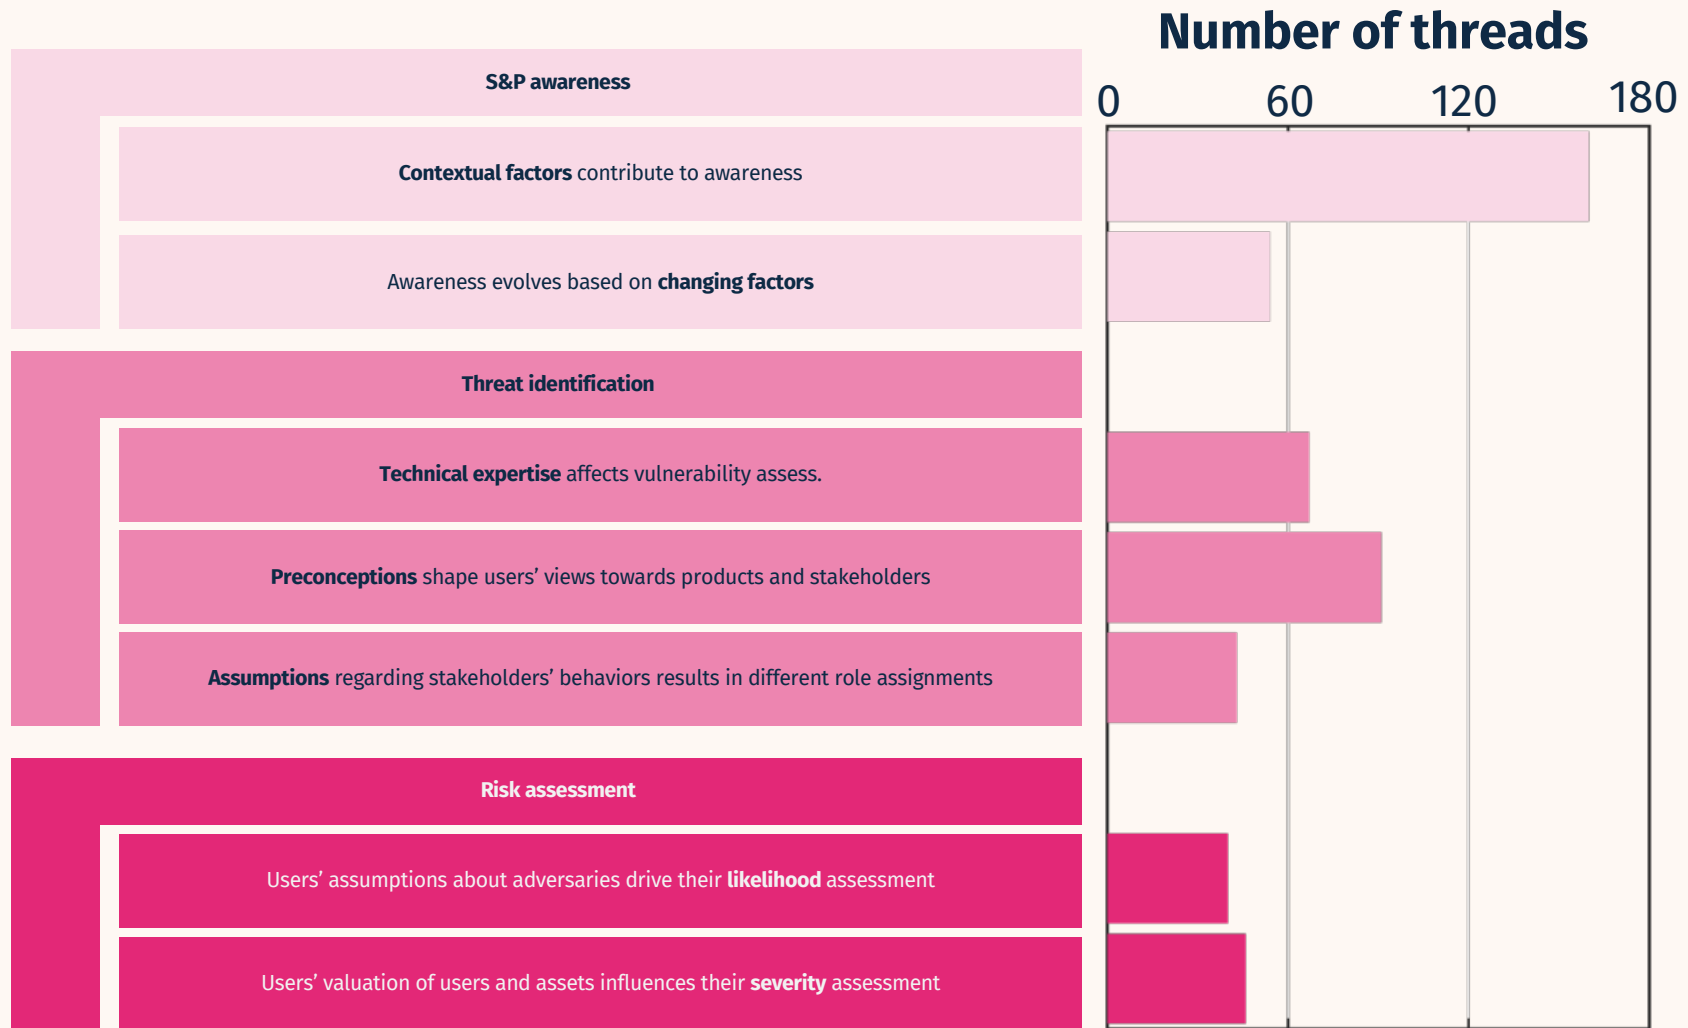 Number of threads
0 60 120 180
S&P awareness
Contextual factors contribute to awareness
Awareness evolves based on changing factors
Threat identification
Technical expertise affects vulnerability assess.
Preconceptions shape users’ views towards products and stakeholders
Assumptions regarding stakeholders’ behaviors results in different role assignments
Risk assessment
Users’ assumptions about adversaries drive their likelihood assessment
Users’ valuation of users and assets influences their severity assessment